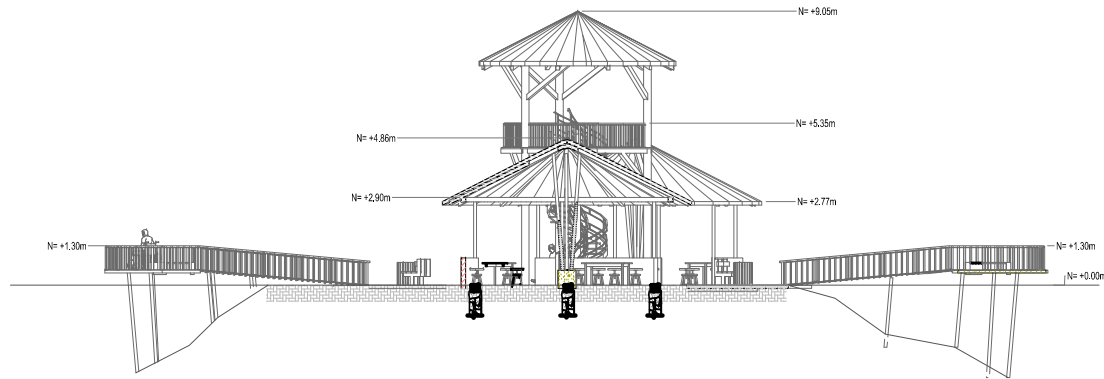 N= +9.05m
N= +5.35m
N= +4.86m
N= +2,90m
N= +2.77m
N= +1.30m
N= +1.30m
N= +0.00m